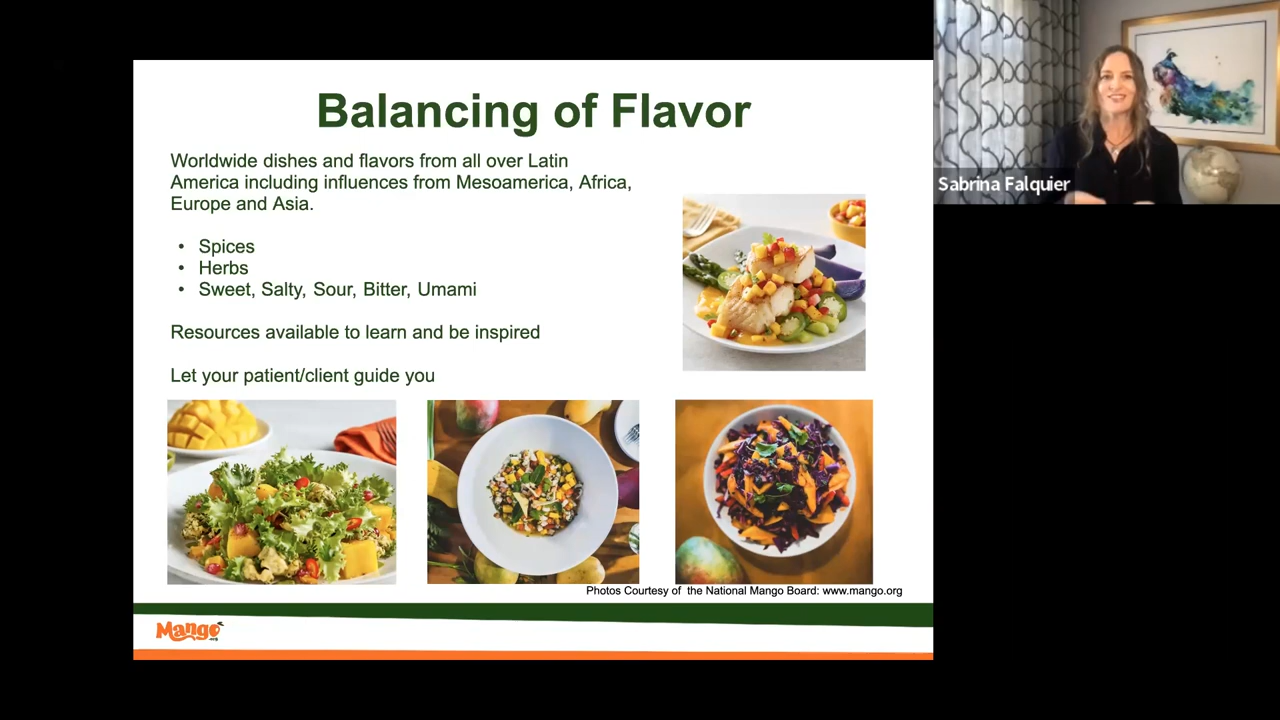 Balancing of Flavor
Worldwide dishes and flavors from all over Latin
America including influences from Mesoamerica, Africa,
Europe and Asia.
• Spices
• Herbs
• Sweet, Salty, Sour, Bitter, Umami
Resources available to learn and be inspired
Let your patient/client guide you
Photos Courtesy of the National Mango Board: www.mango.org
Mango
.org
Sabrina Falquier